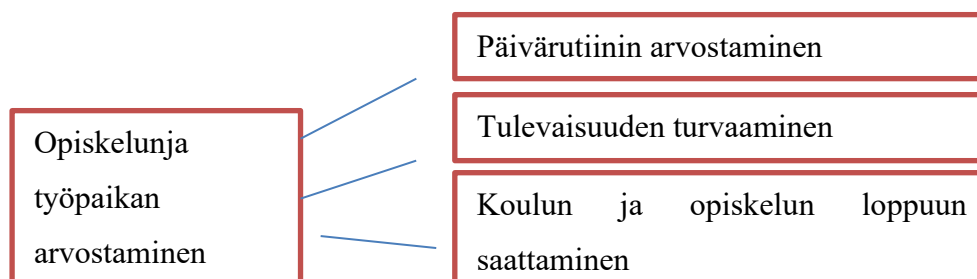 Päivärutiinin arvostaminen
Opiskelunja
työpaikan
arvostaminen
Tulevaisuuden turvaaminen
Koulun ja opiskelun loppuun
saattaminen